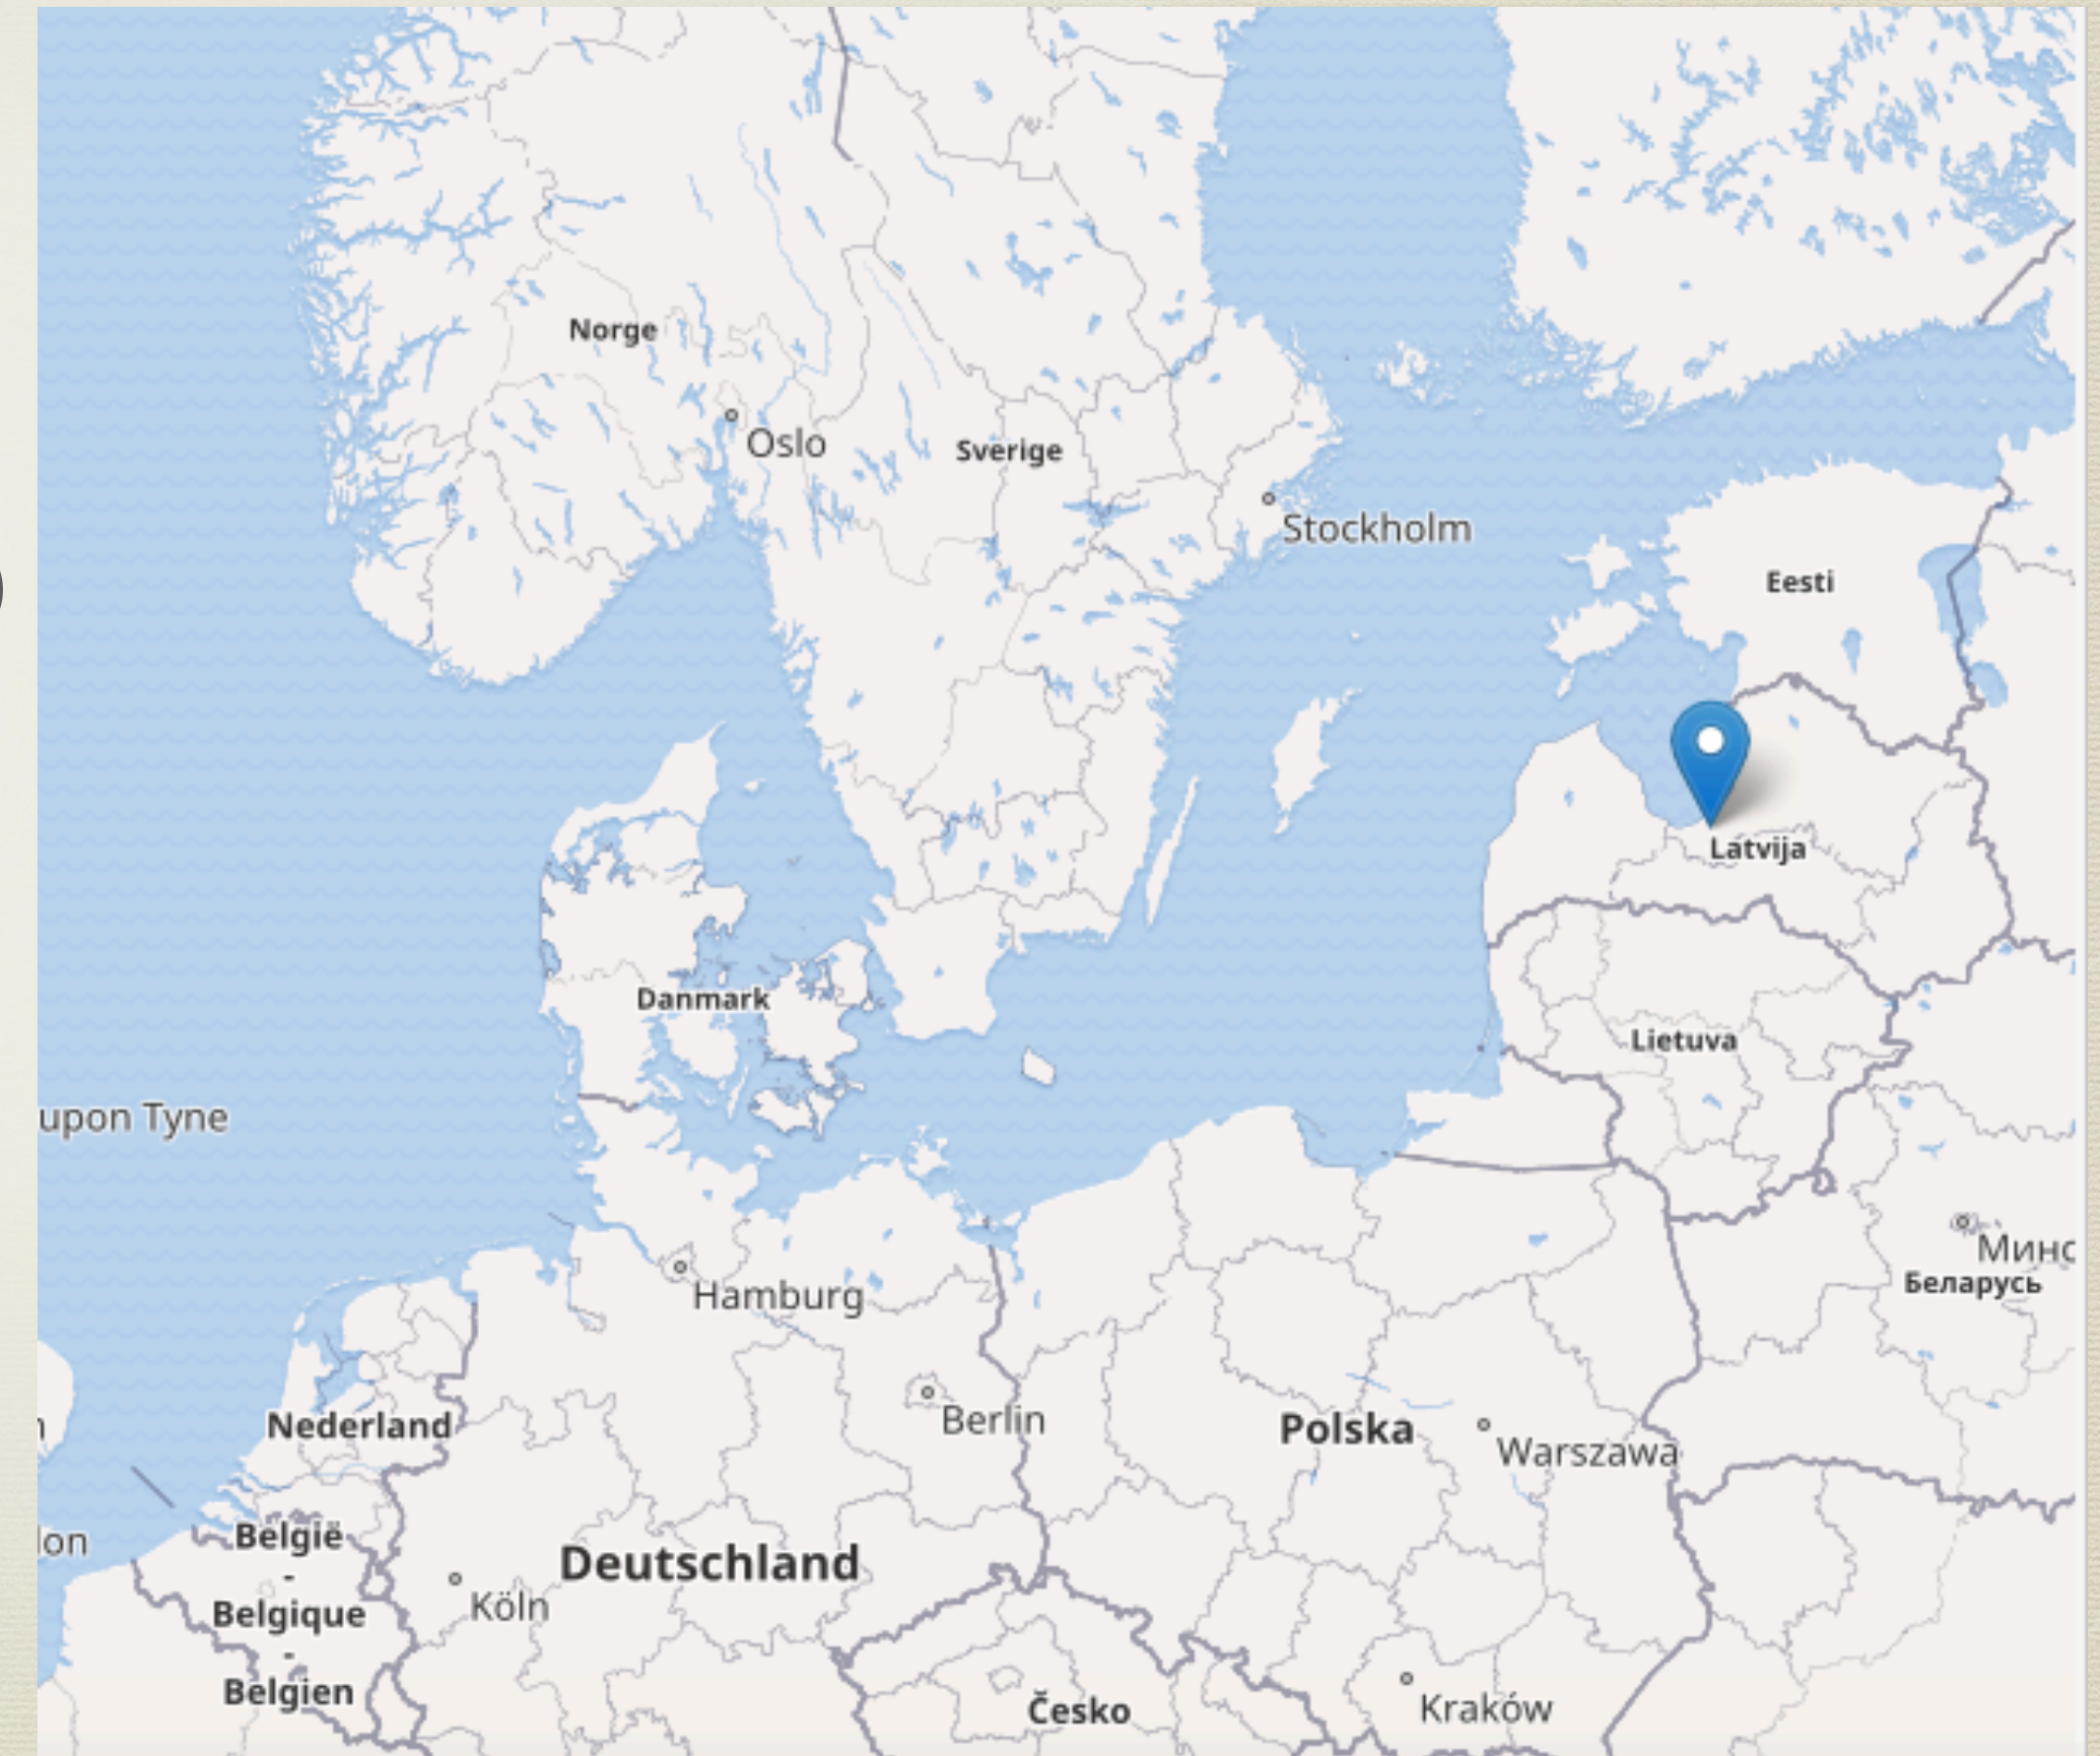 Norge
Oslo
Sverige
Stockholm
Eesti
Latvija
Danmark
Lietuva
upon Tyne
Минс
Беларусь
Hamburg
Berlin
Nederland
Polska
Warszawa
België
-
Belgique
-
Belgien
lon
Deutschland
Köln
Česko
Kraków